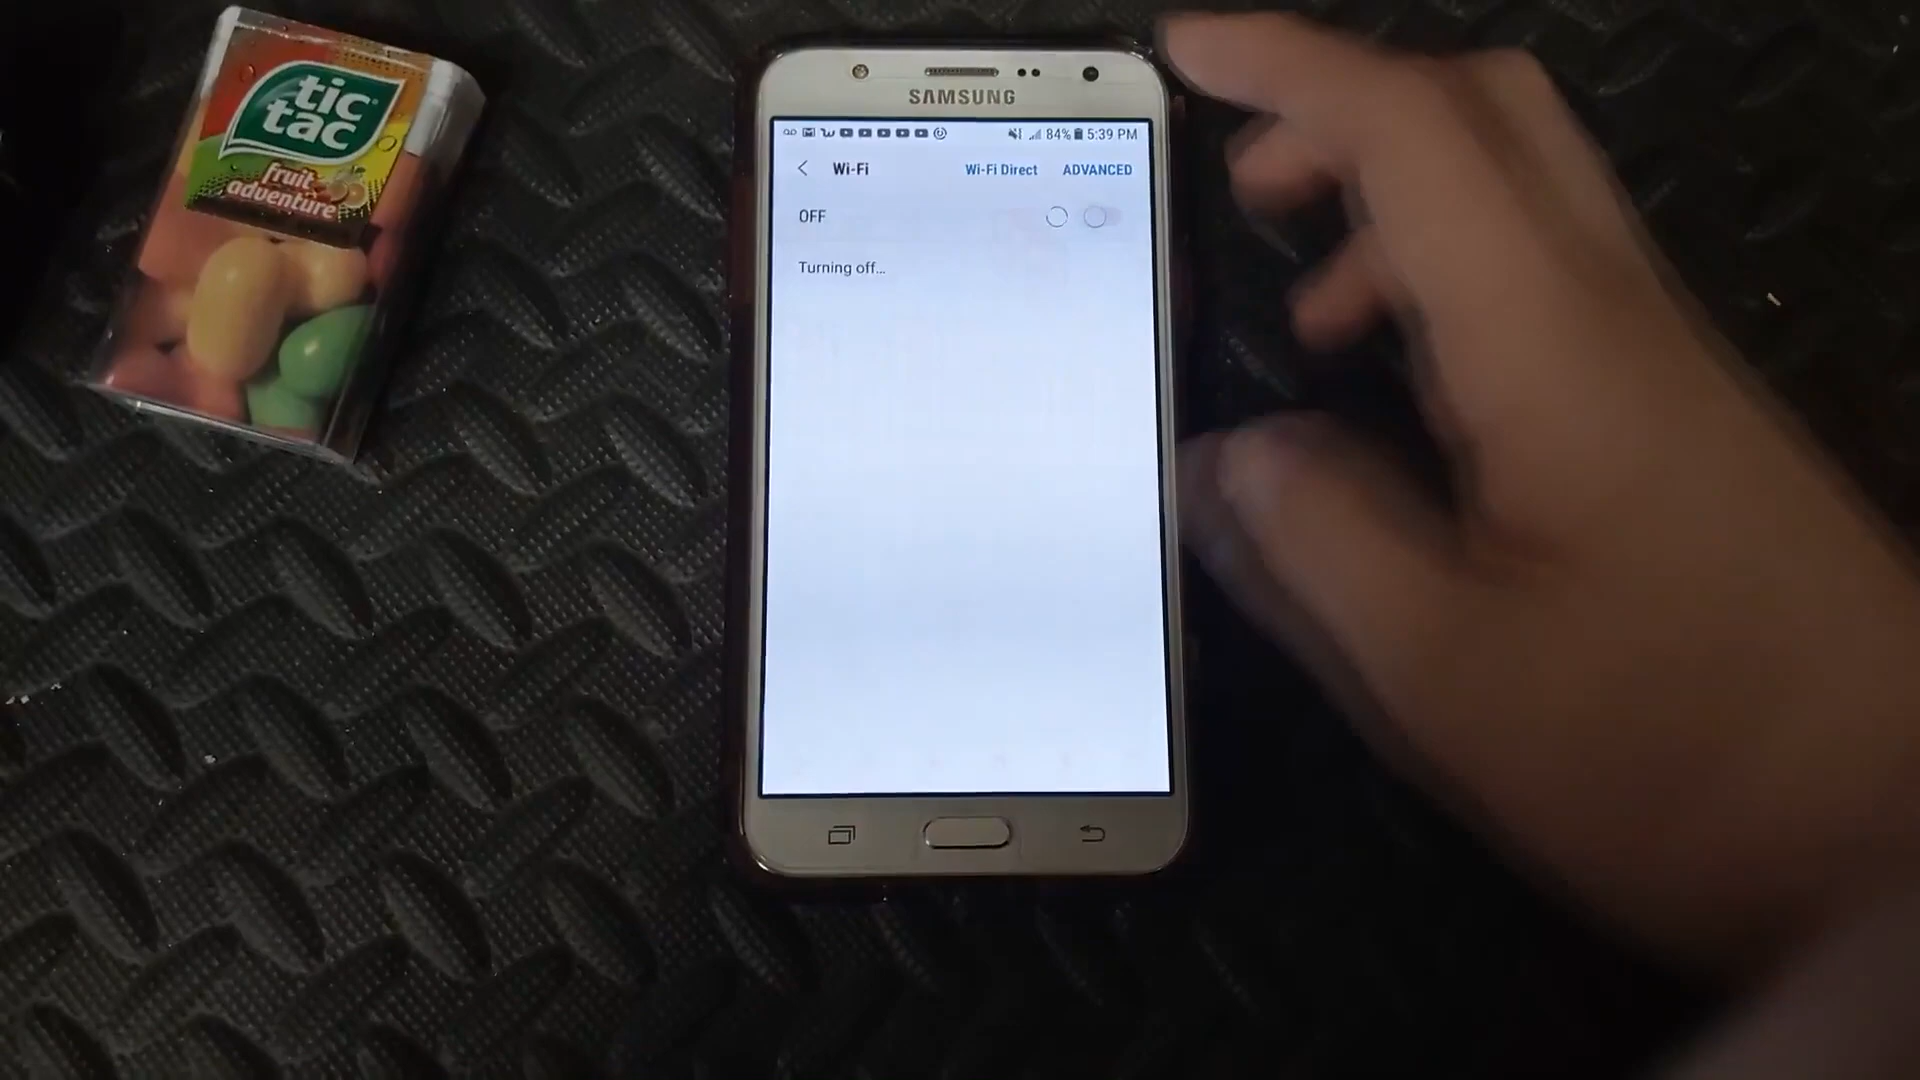 tic
tac
fruit
adventure
SAMSUNG
84% 5:39 PM
Wi-Fi Wi-Fi Direct ADVANCED
OFF
Turning off...